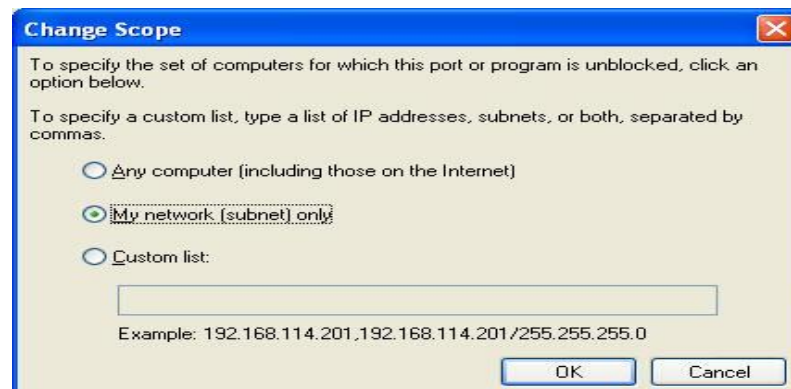 Change Scope
To specify the set of computers for which this port or program is unblocked, click an
option below.
To specify a custom list, type a list of IP addresses, subnets, or both, separated by
commas.
Any computer (including those on the Internet)
My network (subnet) only
Custom list:
Example: 192.168.114.201,192.168.114.201/255.255.255.0
OK Cancel